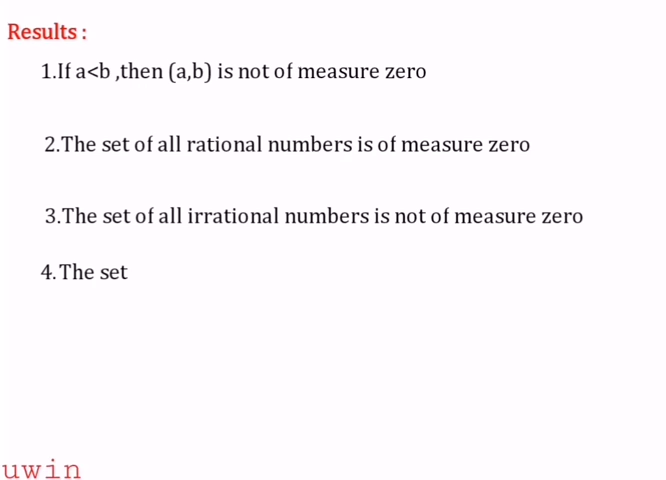 Results :
1.If a<b ,then (a,b) is not of measure zero
2.The set of all rational numbers is of measure zero
3.The set of all irrational numbers is not of measure zero
4.The set
uwin